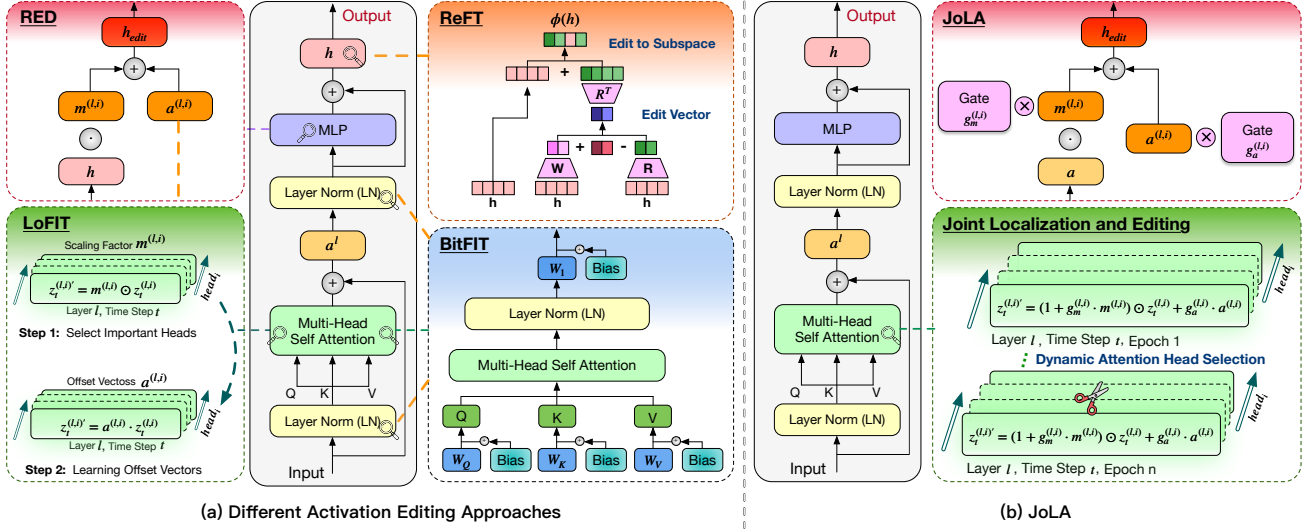 RED
h_edit
+
m^{(l,i)}
a^{(l,i)}
h
LoFIT
Scaling Factor m^{(l,i)}
z_t^{(l,i)'} = m^{(l,i)} ⊙ z_t^{(l,i)}
head_i
Layer l, Time Step t
Step 1: Select Important Heads
Offset Vectoss a^{(l,i)}
z_t^{(l,i)'} = a^{(l,i)} · z_t^{(l,i)}
head_i
Layer l, Time Step t
Step 2: Learning Offset Vectors
Output
h
+
MLP
Layer Norm (LN)
a^l
+
Multi-Head
Self Attention
Q K V
Layer Norm (LN)
Input
ReFT
ϕ(h)
Edit to Subspace
+
R^T
Edit Vector
+ -
W R
h h h
BitFIT
W_1 Bias
Layer Norm (LN)
Multi-Head Self Attention
Q K V
W_Q Bias W_K Bias W_V Bias
(a) Different Activation Editing Approaches
Output
h
+
MLP
Layer Norm (LN)
a^l
+
Multi-Head
Self Attention
Q K V
Layer Norm (LN)
Input
JoLA
h_edit
+
Gate
g_m^{(l,i)}
m^{(l,i)}
a^{(l,i)}
Gate
g_a^{(l,i)}
a
Joint Localization and Editing
z_t^{(l,i)'} = (1 + g_m^{(l,i)} · m^{(l,i)}) ⊙ z_t^{(l,i)} + g_a^{(l,i)} · a^{(l,i)}
head_i
Layer l, Time Step t, Epoch 1
Dynamic Attention Head Selection
z_t^{(l,i)'} = (1 + g_m^{(l,i)} · m^{(l,i)}) ⊙ z_t^{(l,i)} + g_a^{(l,i)} · a^{(l,i)}
head_i
Layer l, Time Step t, Epoch n
(b) JoLA